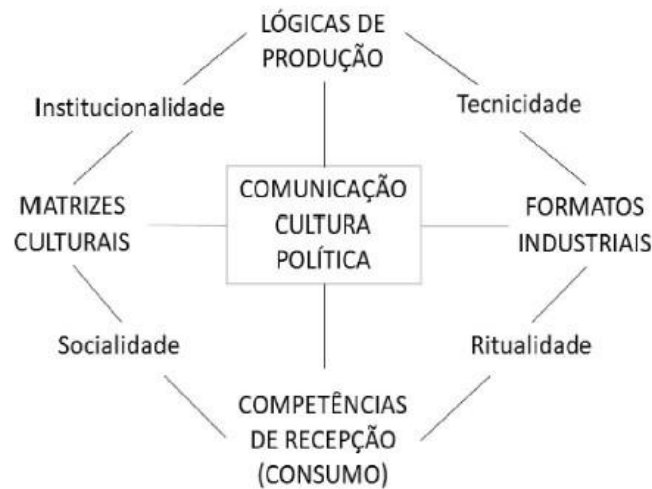 LÓGICAS DE
PRODUÇÃO
Institucionalidade
Tecnicidade
MATRIZES
CULTURAIS
COMUNICAÇÃO
CULTURA
POLÍTICA
FORMATOS
INDUSTRIAIS
Socialidade
Ritualidade
COMPETÊNCIAS
DE RECEPÇÃO
(CONSUMO)